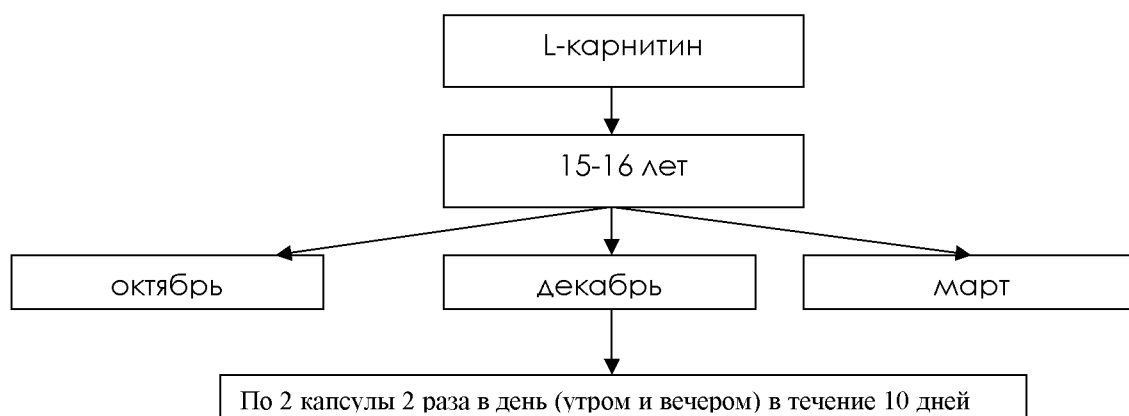 L-карнитин
15-16 лет
октябрь
декабрь
март
По 2 капсулы 2 раза в день (утром и вечером) в течение 10 дней